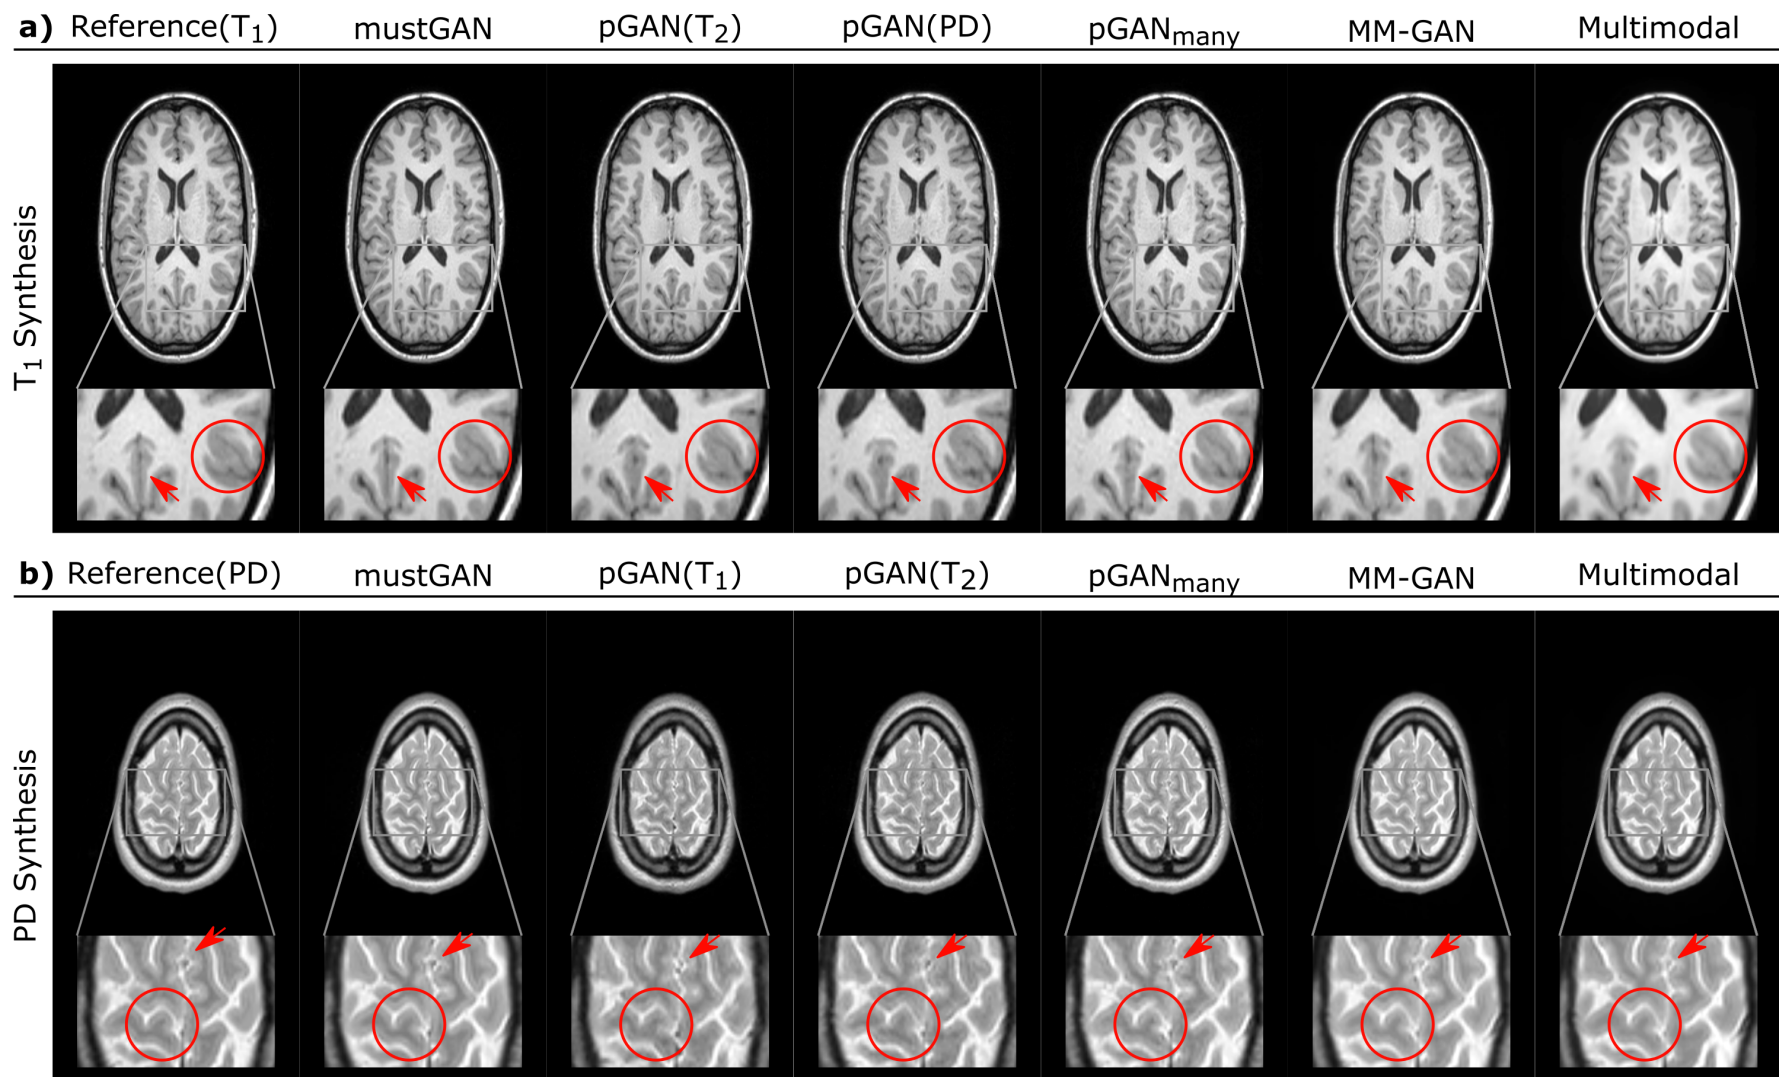 a) Reference(T1) mustGAN pGAN(T2) pGAN(PD) pGANmany MM-GAN Multimodal
T1 Synthesis
b) Reference(PD) mustGAN pGAN(T1) pGAN(T2) pGANmany MM-GAN Multimodal
PD Synthesis